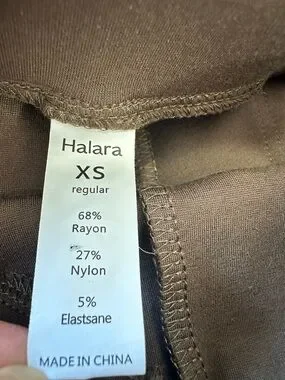 Halara
XS
regular
68%
Rayon
27%
Nylon
5%
Elastsane
MADE IN CHINA